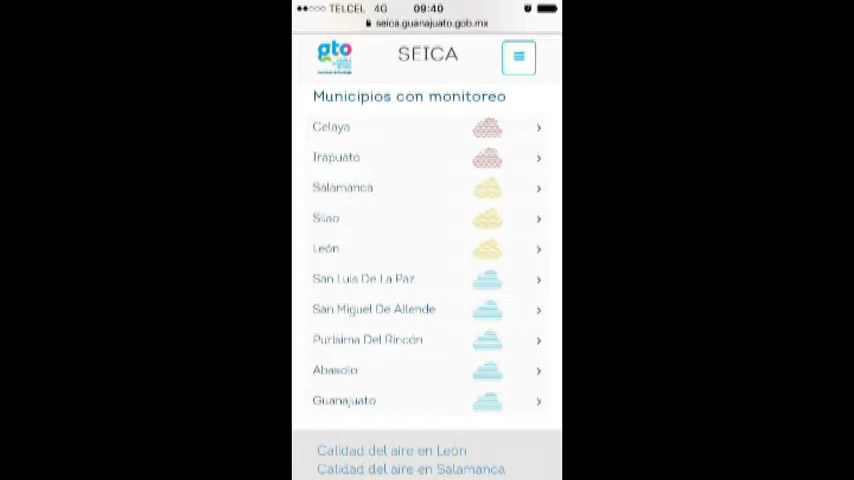 TELCEL 4G 09:40
seica.guanajuato.gob.mx
gto
SEICA
Municipios con monitoreo
Celaya
Irapuato
Salamanca
Silao
León
San Luis De La Paz
San Miguel De Allende
Purísima Del Rincón
Abasolo
Guanajuato
Calidad del aire en León
Calidad del aire en Salamanca